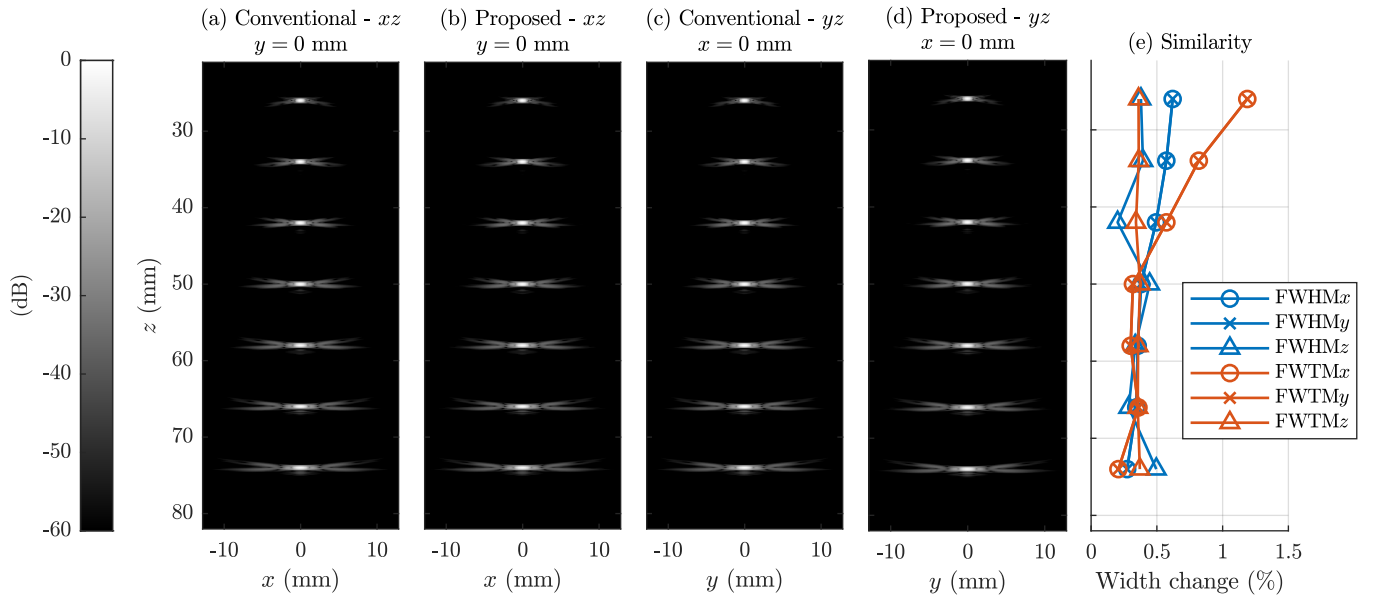 (a) Conventional - xz
y = 0 mm
(b) Proposed - xz
y = 0 mm
(c) Conventional - yz
x = 0 mm
(d) Proposed - yz
x = 0 mm
(e) Similarity
0
-10
-20
-30
-40
-50
-60
(dB)
30
40
50
60
70
80
z (mm)
-10 0 10
x (mm)
-10 0 10
x (mm)
-10 0 10
y (mm)
-10 0 10
y (mm)
FWHMx
FWHMy
FWHMz
FWTMx
FWTMy
FWTMz
0 0.5 1 1.5
Width change (%)